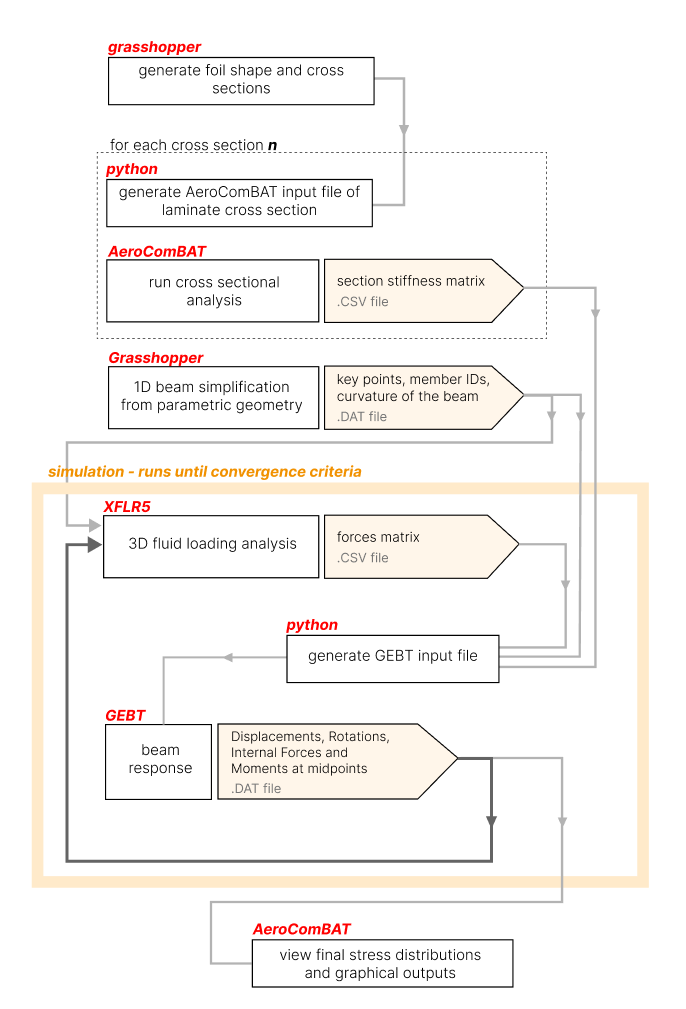 grasshopper
generate foil shape and cross
sections
for each cross section n
python
generate AeroComBAT input file of
laminate cross section
AeroComBAT
run cross sectional
analysis
section stiffness matrix
.CSV file
Grasshopper
1D beam simplification
from parametric geometry
key points, member IDs,
curvature of the beam
.DAT file
simulation - runs until convergence criteria
XFLR5
3D fluid loading analysis
forces matrix
.CSV file
python
generate GEBT input file
GEBT
beam
response
Displacements, Rotations,
Internal Forces and
Moments at midpoints
.DAT file
AeroComBAT
view final stress distributions
and graphical outputs